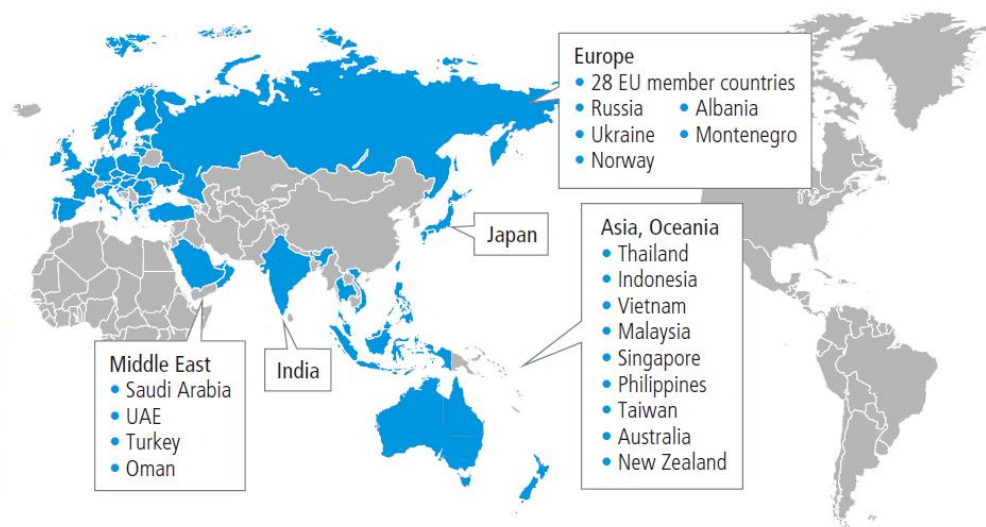 Europe
• 28 EU member countries
• Russia • Albania
• Ukraine • Montenegro
• Norway
Japan
Asia, Oceania
• Thailand
• Indonesia
• Vietnam
• Malaysia
• Singapore
• Philippines
• Taiwan
• Australia
• New Zealand
India
Middle East
• Saudi Arabia
• UAE
• Turkey
• Oman